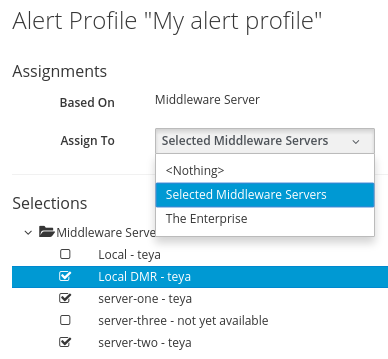 Alert Profile "My alert profile"
Assignments
Based On Middleware Server
Assign To Selected Middleware Servers
<Nothing>
Selected Middleware Servers
The Enterprise
Selections
Middleware Serve
Local - teya
Local DMR - teya
server-one - teya
server-three - not yet available
server-two - teya